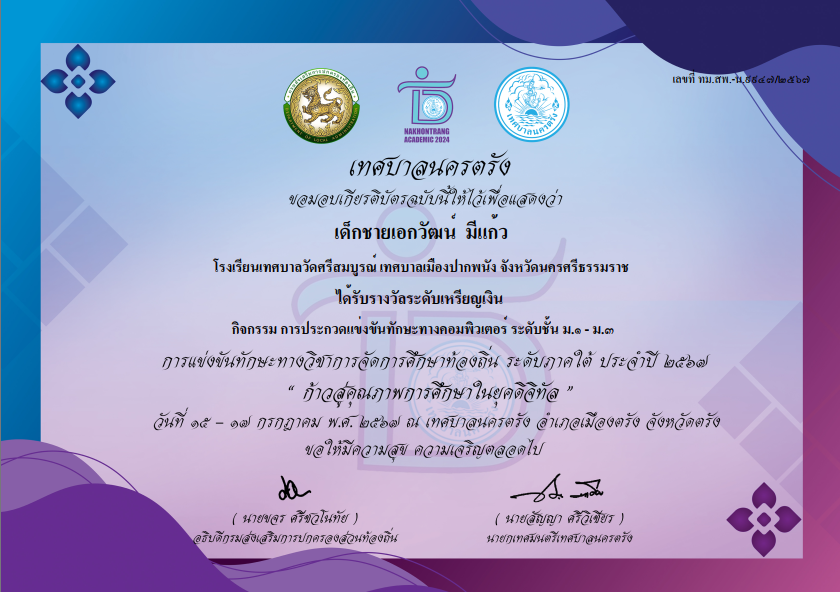 เลขที่ ทม.สพ.-ม.๑๑๔๗/๒๕๖๗
NAKHONTRANG
ACADEMIC 2024
เทศบาลนครตรัง
เทศบาลนครตรัง
ขอมอบเกียรติบัตรฉบับนี้ให้ไว้เพื่อแสดงว่า
เด็กชายเอกวัฒน์ มีแก้ว
โรงเรียนเทศบาลวัดศรีสมบูรณ์ เทศบาลเมืองปากพนัง จังหวัดนครศรีธรรมราช
ได้รับรางวัลระดับเหรียญเงิน
กิจกรรม การประกวดแข่งขันทักษะทางคอมพิวเตอร์ ระดับชั้น ม.๑ - ม.๓
การแข่งขันทักษะทางวิชาการจัดการศึกษาท้องถิ่น ระดับภาคใต้ ประจำปี ๒๕๖๗
“ ก้าวสู่คุณภาพการศึกษาในยุคดิจิทัล ”
วันที่ ๑๕ – ๑๗ กรกฎาคม พ.ศ. ๒๕๖๗ ณ เทศบาลนครตรัง อำเภอเมืองตรัง จังหวัดตรัง
ขอให้มีความสุข ความเจริญตลอดไป
( นายขจร ศรีชวโนทัย ) ( นายสัญญา ศรีวิเชียร )
อธิบดีกรมส่งเสริมการปกครองส่วนท้องถิ่น นายกเทศมนตรีเทศบาลนครตรัง